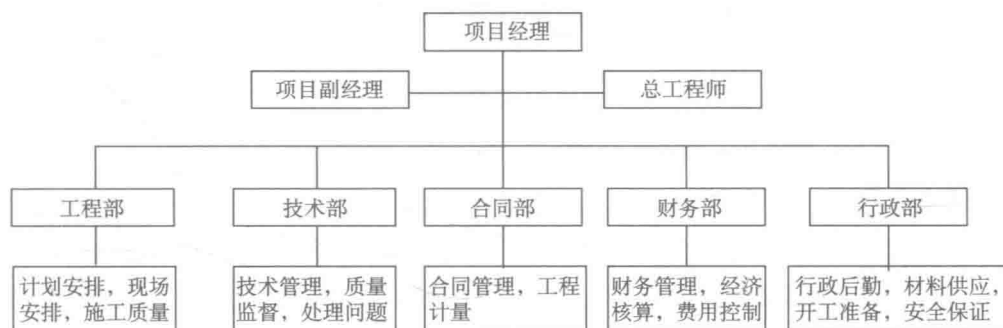 项目经理
项目副经理
总工程师
工程部
技术部
合同部
财务部
行政部
计划安排，现场
安排，施工质量
技术管理，质量
监督，处理问题
合同管理，工程
计量
财务管理，经济
核算，费用控制
行政后勤，材料供应，
开工准备，安全保证